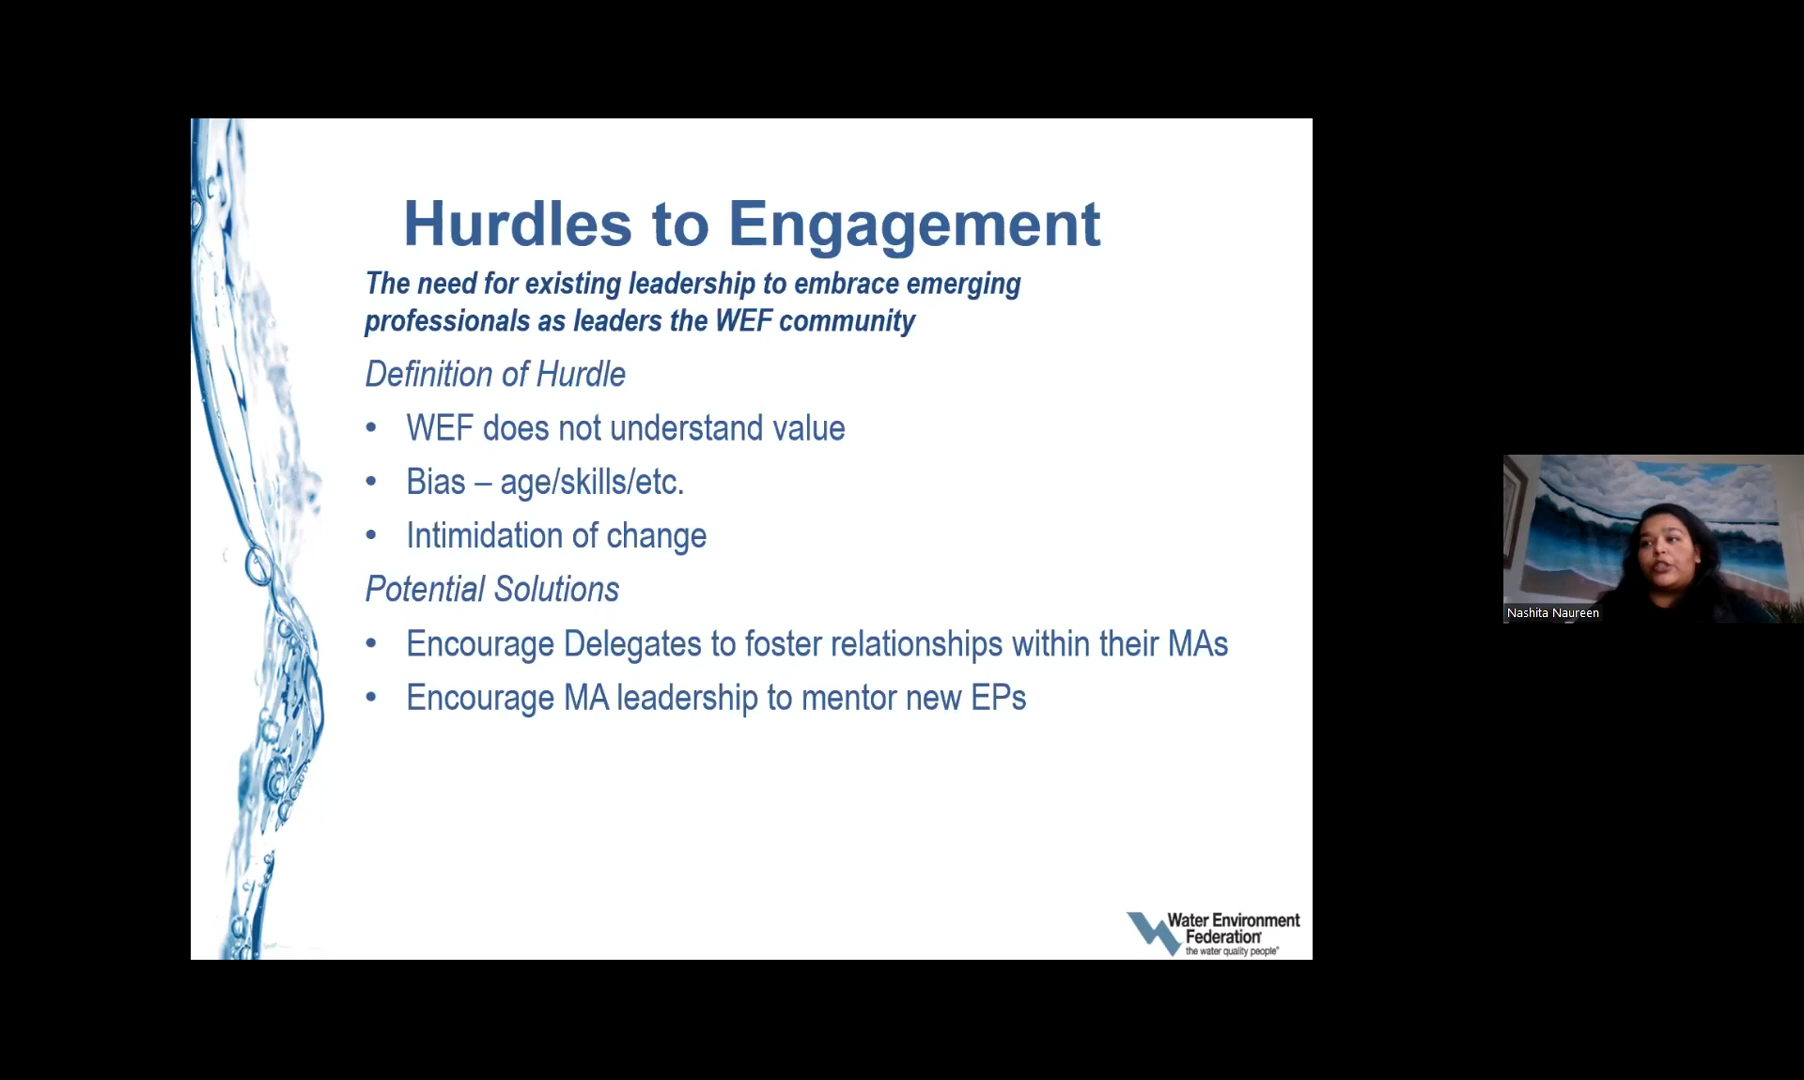 Hurdles to Engagement
The need for existing leadership to embrace emerging
professionals as leaders the WEF community
Definition of Hurdle
• WEF does not understand value
• Bias – age/skills/etc.
• Intimidation of change
Potential Solutions
• Encourage Delegates to foster relationships within their MAs
• Encourage MA leadership to mentor new EPs
Water Environment
Federation®
the water quality people®
Nashita Naureen